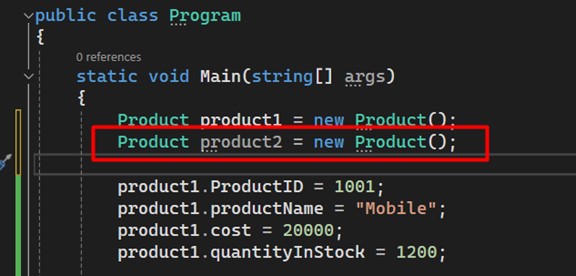 public class Program
{
0 references
static void Main(string[] args)
{
Product product1 = new Product();
Product product2 = new Product();
product1.ProductID = 1001;
product1.productName = "Mobile";
product1.cost = 20000;
product1.quantityInStock = 1200;